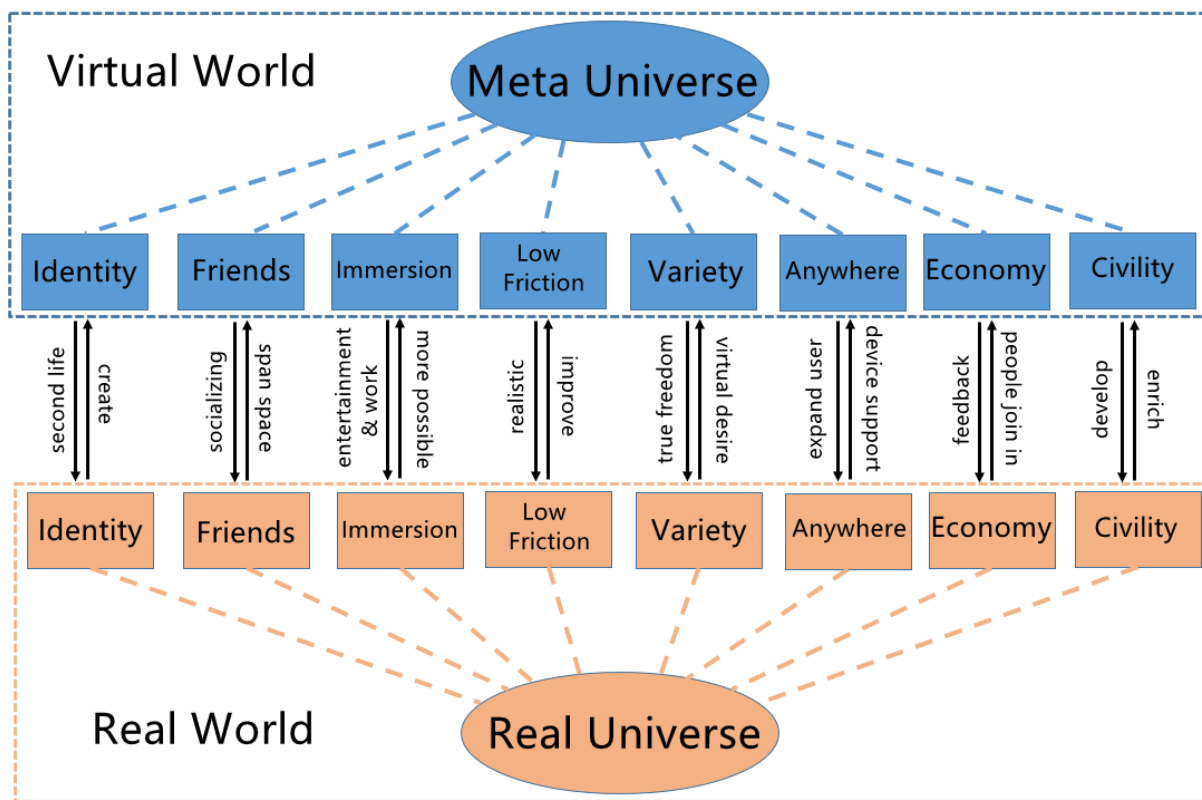 Virtual World
Meta Universe
Identity
Friends
Immersion
Low
Friction
Variety
Anywhere
Economy
Civility
second life
create
socializing
span space
entertainment
& work
more possible
realistic
improve
true freedom
virtual desire
expand user
device support
feedback
people join in
develop
enrich
Identity
Friends
Immersion
Low
Friction
Variety
Anywhere
Economy
Civility
Real World
Real Universe